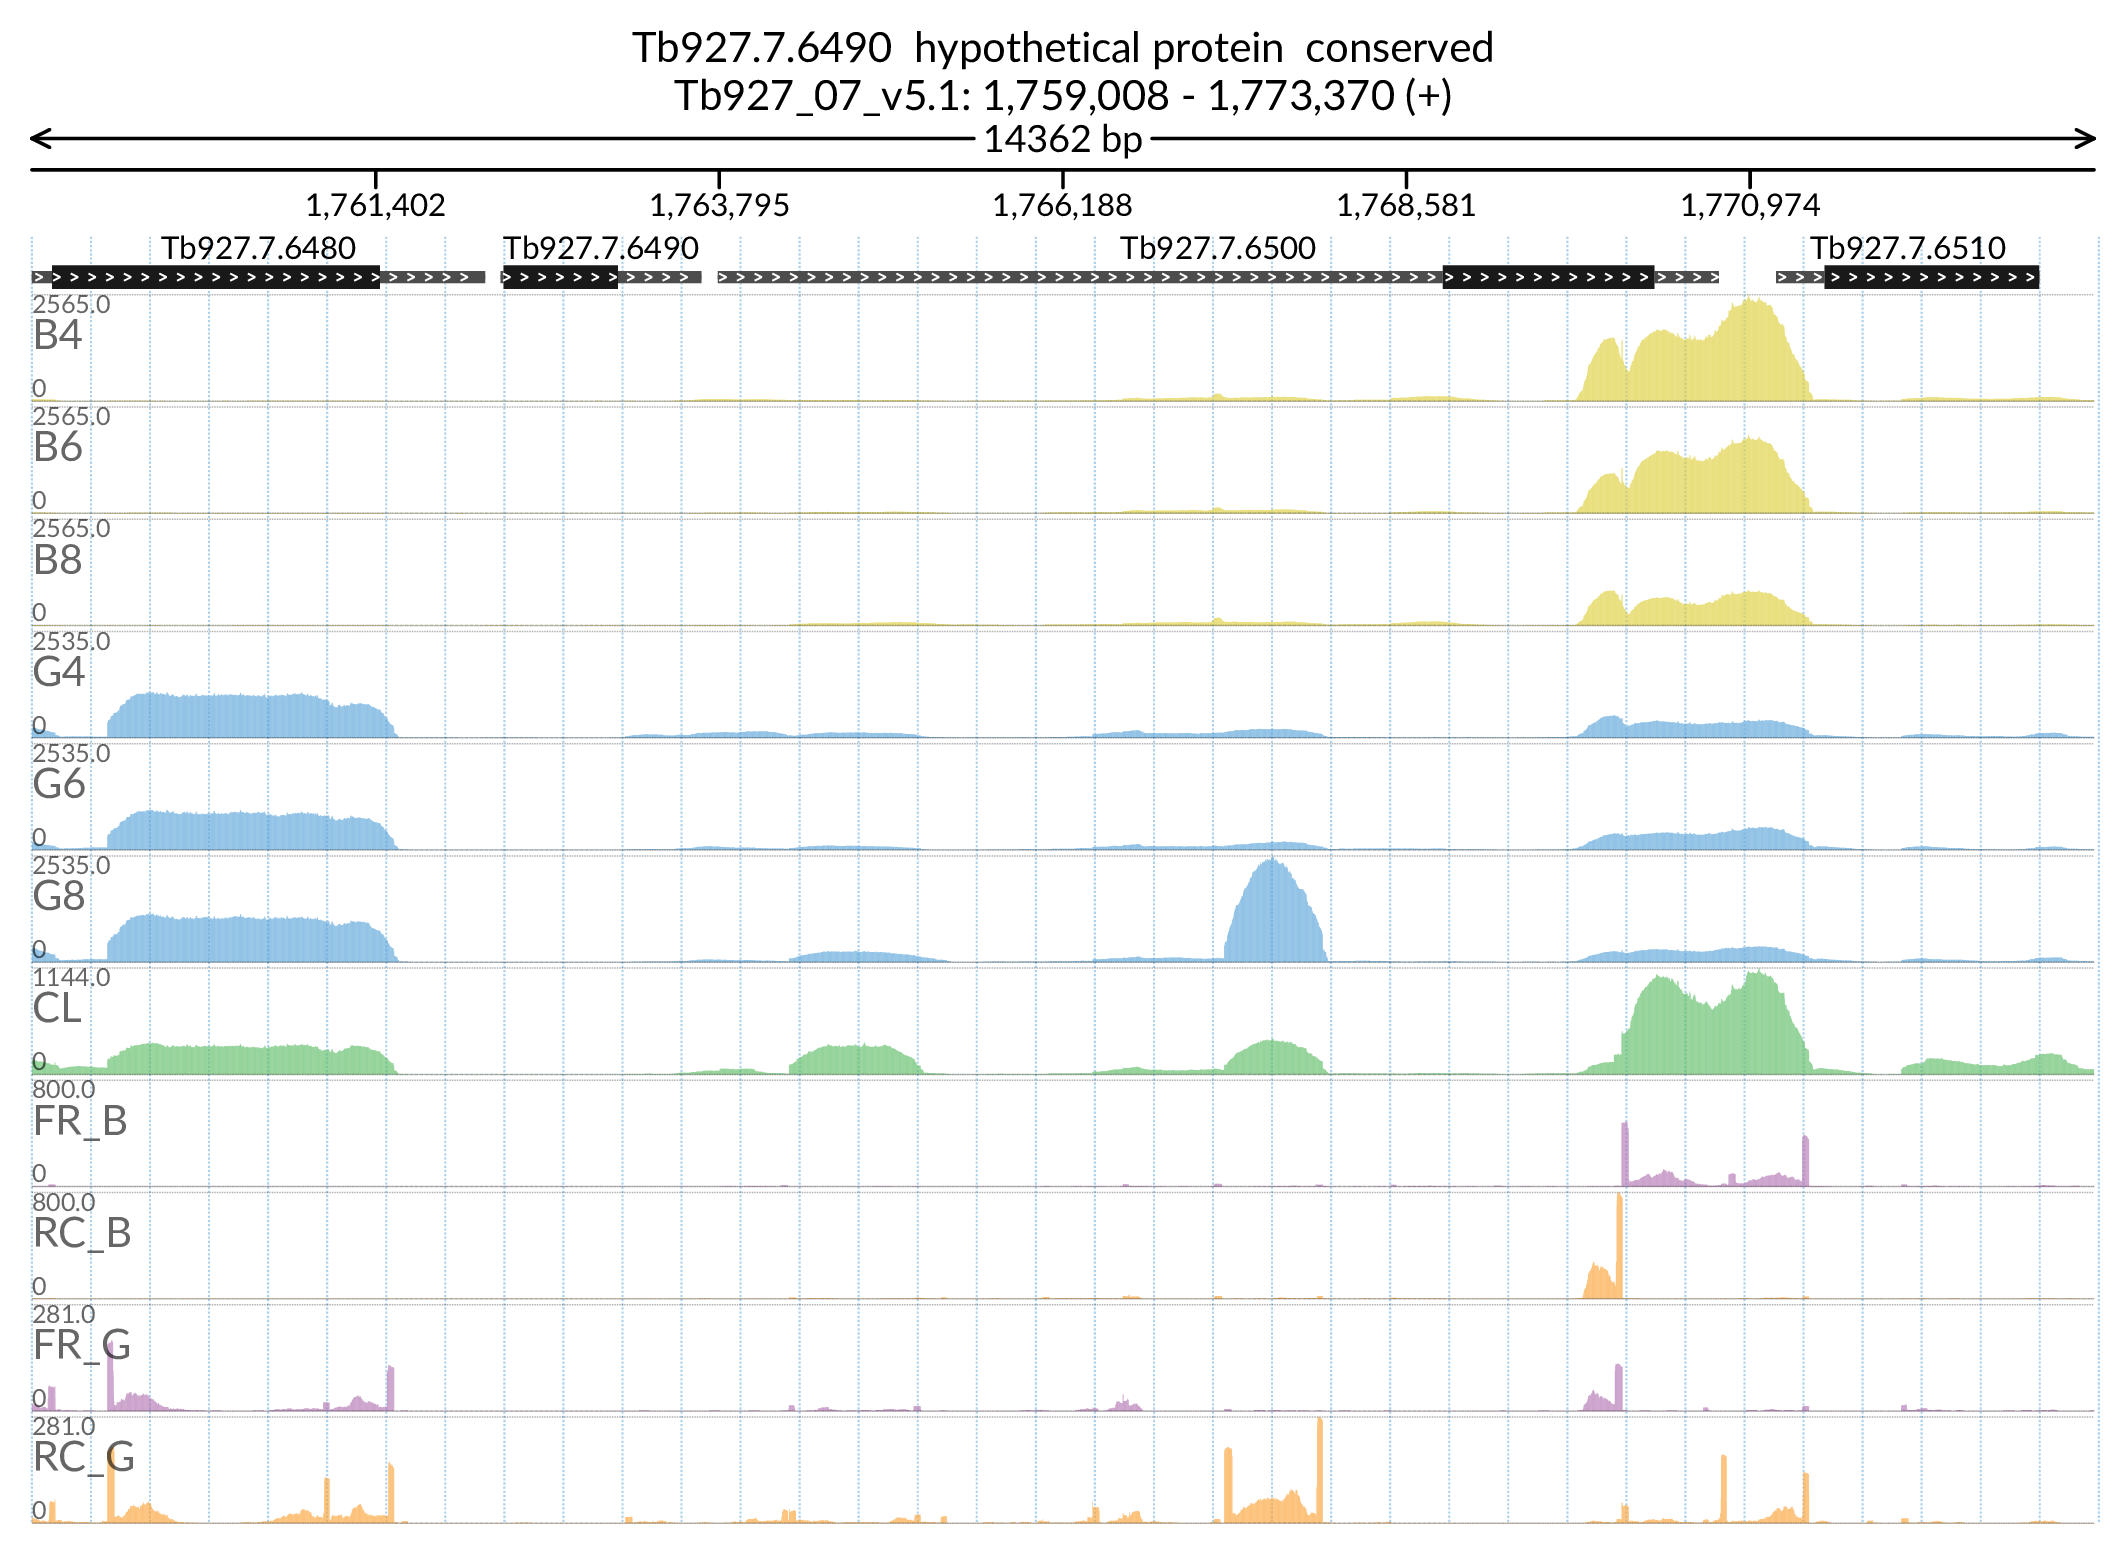 Tb927.7.6490  hypothetical protein  conserved
Tb927_07_v5.1: 1,759,008 - 1,773,370 (+)
14362 bp
1,761,402 1,763,795 1,766,188 1,768,581 1,770,974
Tb927.7.6480 Tb927.7.6490 Tb927.7.6500 Tb927.7.6510
2565.0
B4
0
2565.0
B6
0
2565.0
B8
0
2535.0
G4
0
2535.0
G6
0
2535.0
G8
0
1144.0
CL
0
800.0
FR_B
0
800.0
RC_B
0
281.0
FR_G
0
281.0
RC_G
0